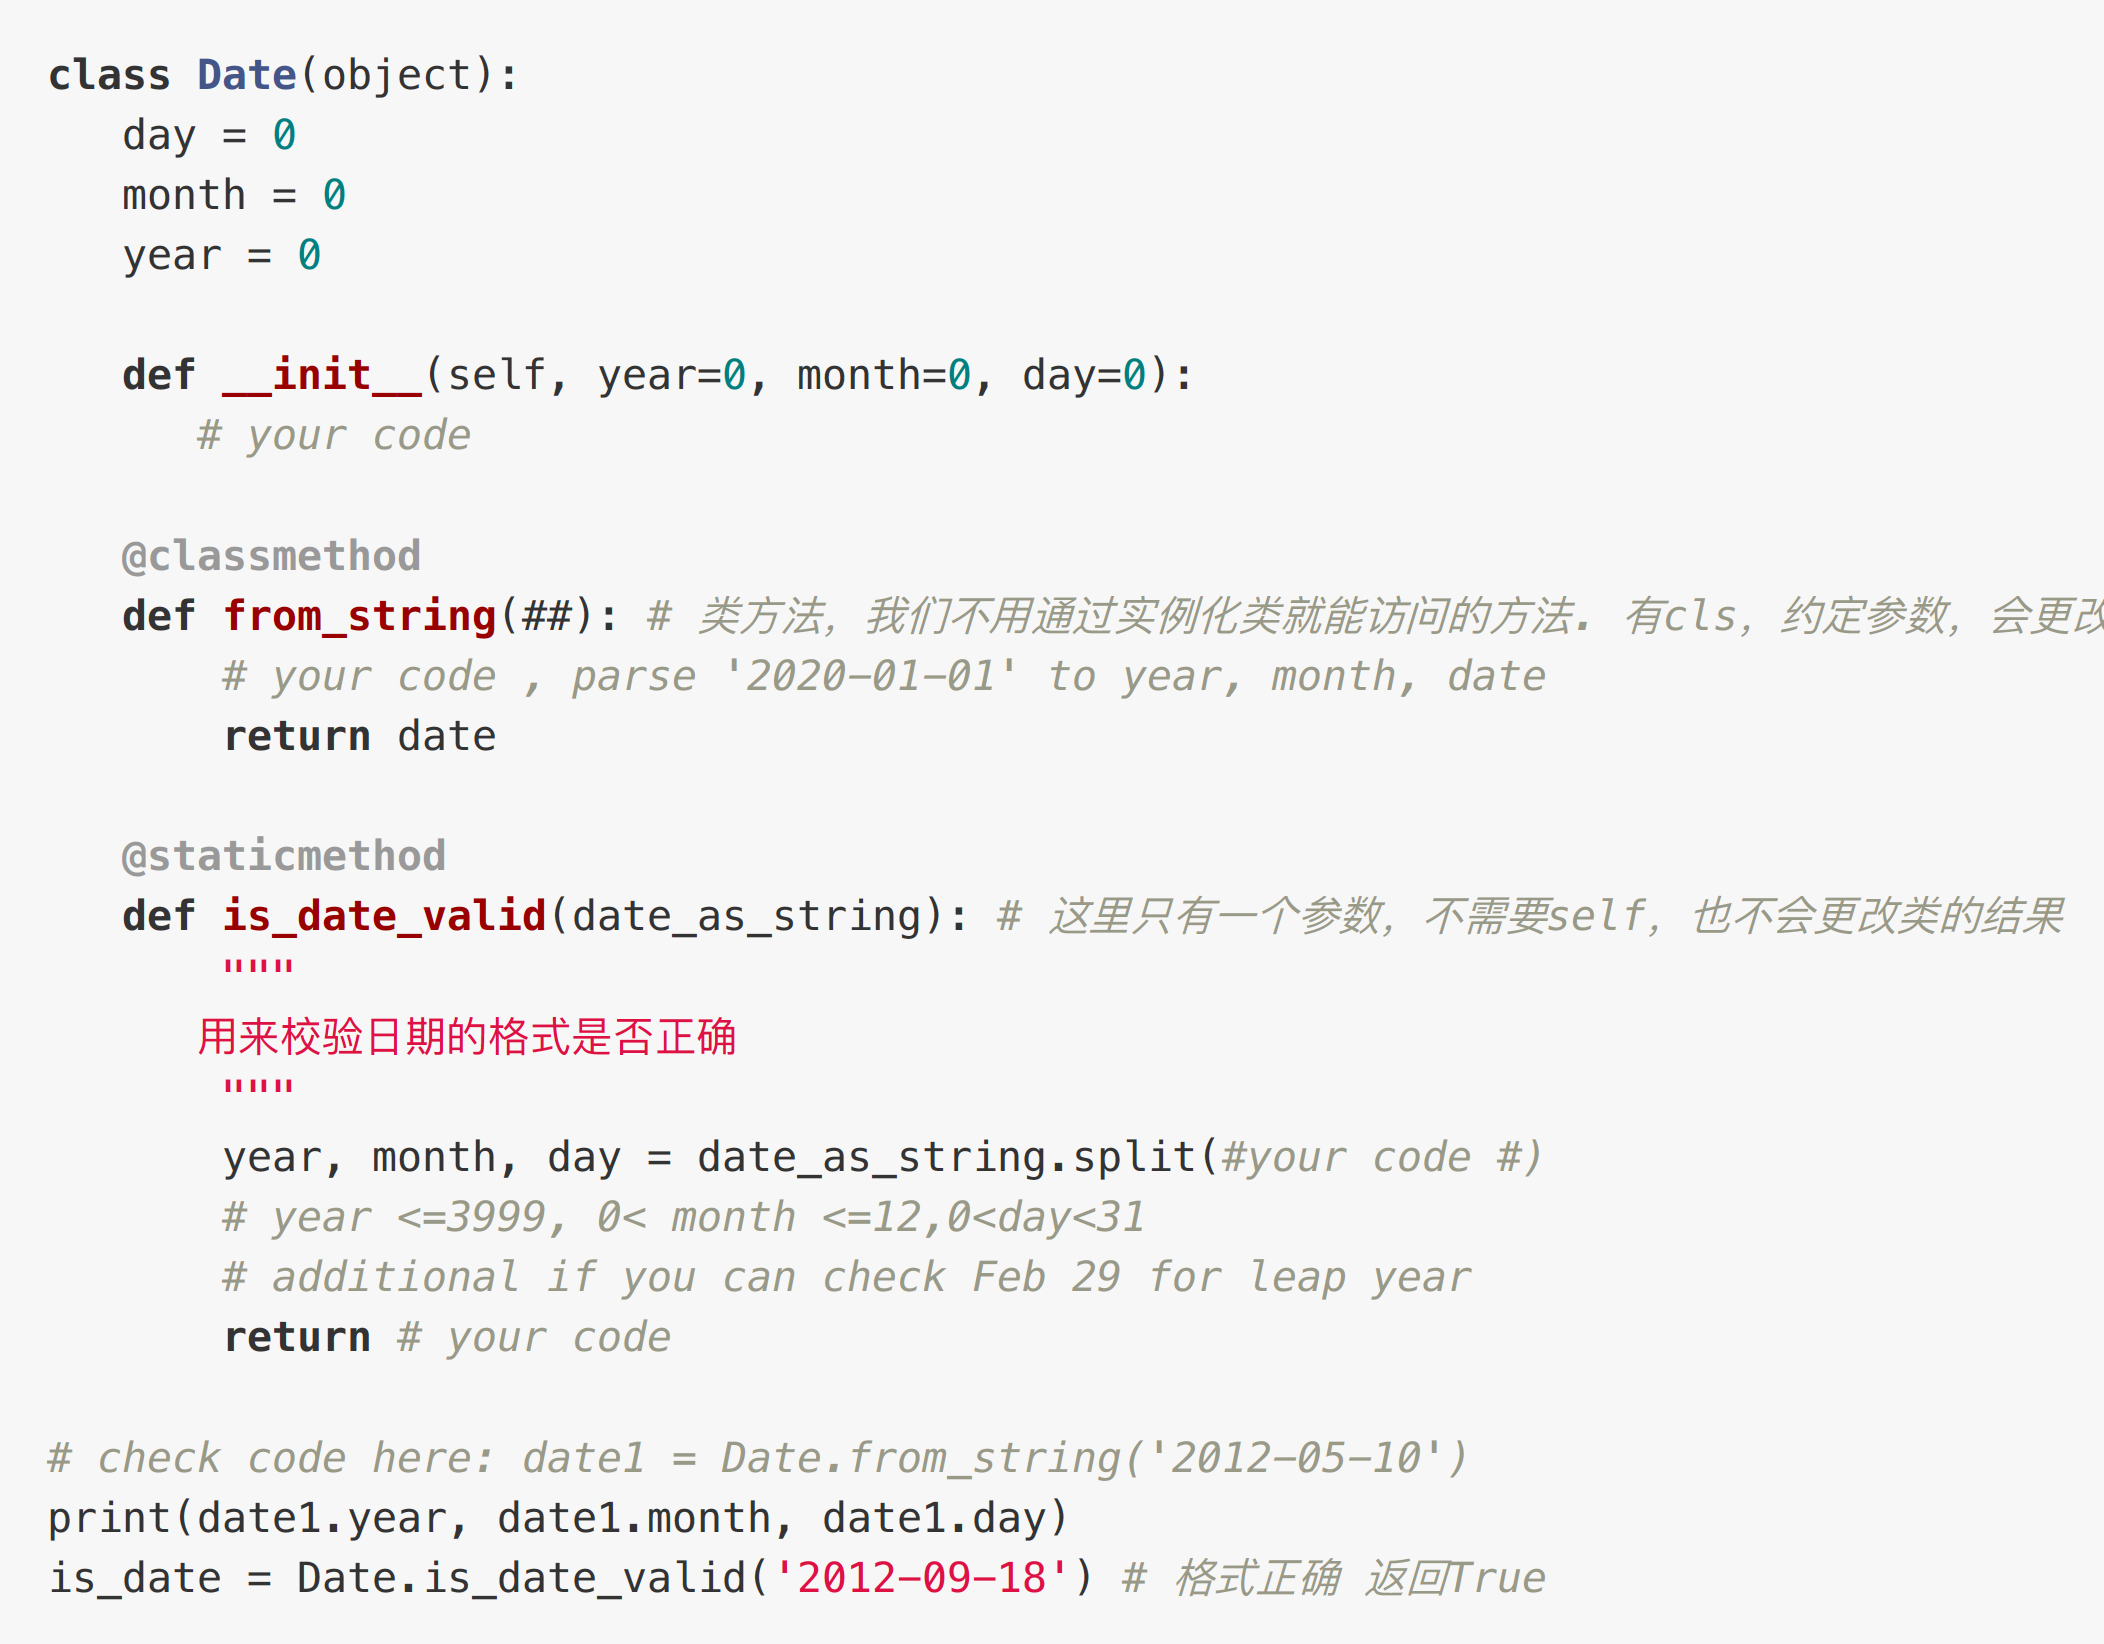 class Date(object):
   day = 0
   month = 0
   year = 0

   def __init__(self, year=0, month=0, day=0):
      # your code

   @classmethod
   def from_string(##): # 类方法，我们不用通过实例化类就能访问的方法. 有cls，约定参数，会更改
       # your code , parse '2020-01-01' to year, month, date
       return date

   @staticmethod
   def is_date_valid(date_as_string): # 这里只有一个参数，不需要self，也不会更改类的结果
       """
      用来校验日期的格式是否正确
       """
       year, month, day = date_as_string.split(#your code #)
       # year <=3999, 0< month <=12,0<day<31
       # additional if you can check Feb 29 for leap year
       return # your code

# check code here: date1 = Date.from_string('2012-05-10')
print(date1.year, date1.month, date1.day)
is_date = Date.is_date_valid('2012-09-18') # 格式正确 返回True